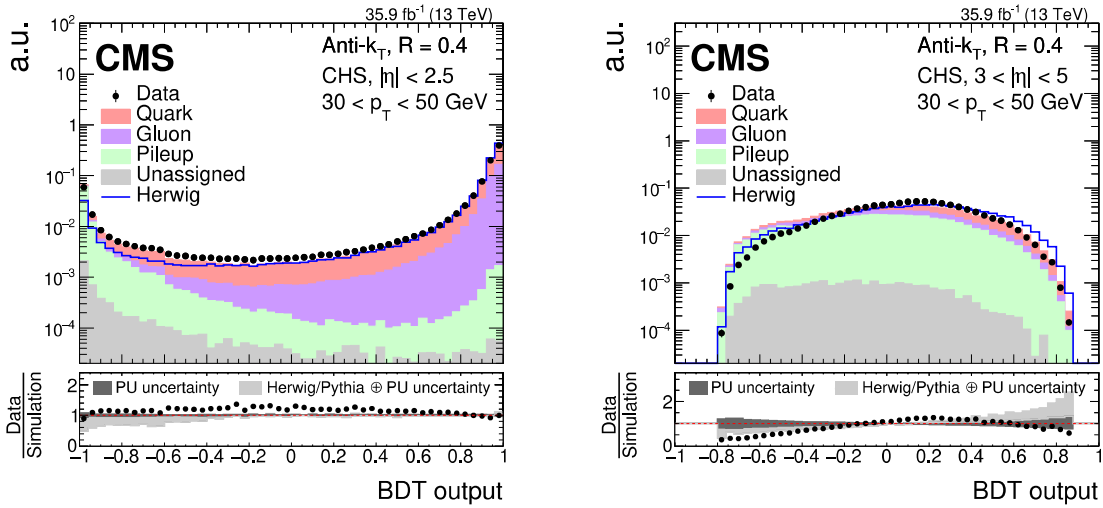 35.9 fb⁻¹ (13 TeV)
a.u.
10²
CMS
Anti-k_T, R = 0.4
CHS, |η| < 2.5
30 < p_T < 50 GeV
10
Data
1
Quark
Gluon
10⁻¹
Pileup
Unassigned
Herwig
10⁻²
10⁻³
10⁻⁴
Data
Simulation
2
1
0
PU uncertainty
Herwig/Pythia ⊕ PU uncertainty
−1 −0.8 −0.6 −0.4 −0.2 0 0.2 0.4 0.6 0.8 1
BDT output
35.9 fb⁻¹ (13 TeV)
a.u.
10²
CMS
Anti-k_T, R = 0.4
CHS, 3 < |η| < 5
30 < p_T < 50 GeV
10
Data
Quark
1
Gluon
Pileup
10⁻¹
Unassigned
Herwig
10⁻²
10⁻³
10⁻⁴
Data
Simulation
2
0
PU uncertainty
Herwig/Pythia ⊕ PU uncertainty
−1 −0.8 −0.6 −0.4 −0.2 0 0.2 0.4 0.6 0.8 1
BDT output